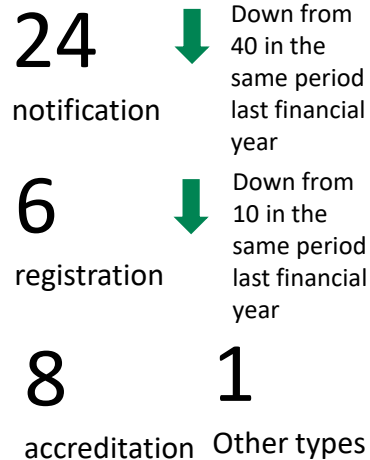 24
notification
Down from
40 in the
same period
last financial
year
6
registration
Down from
10 in the
same period
last financial
year
8
accreditation
1
Other types